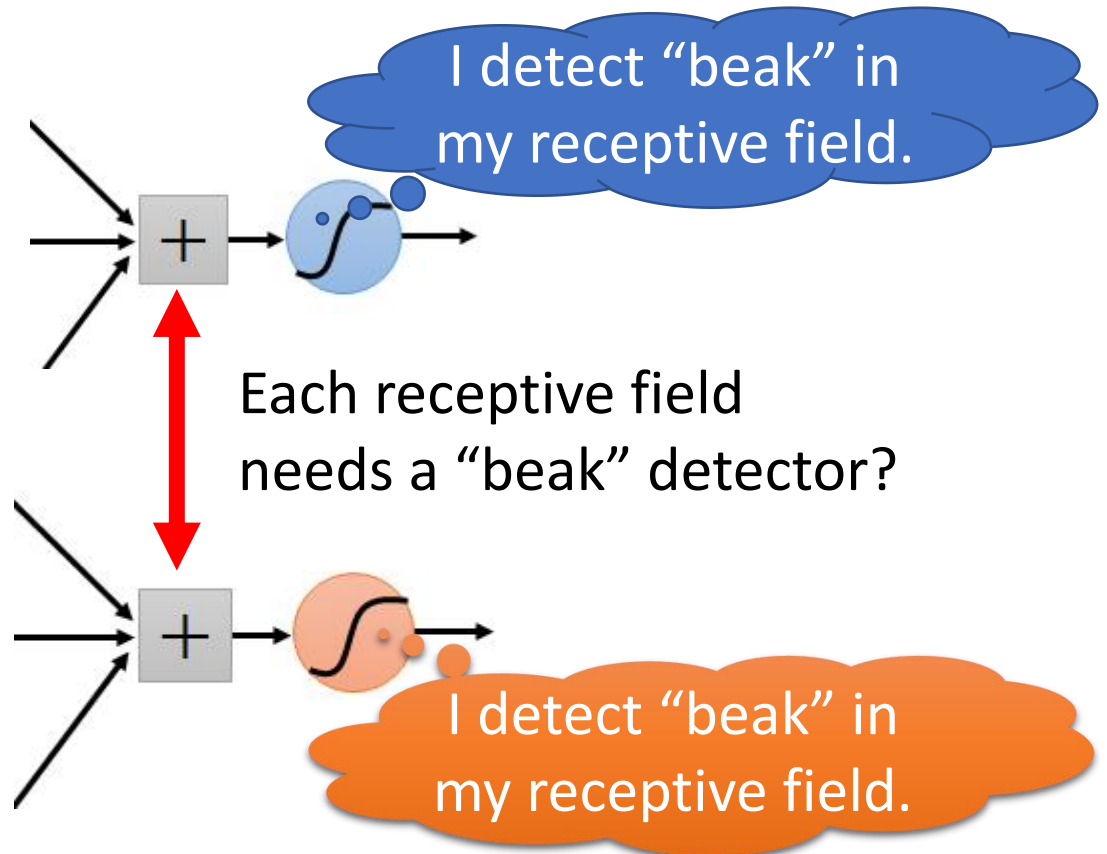 I detect “beak” in
my receptive field.
+
Each receptive field
needs a “beak” detector?
+
I detect “beak” in
my receptive field.